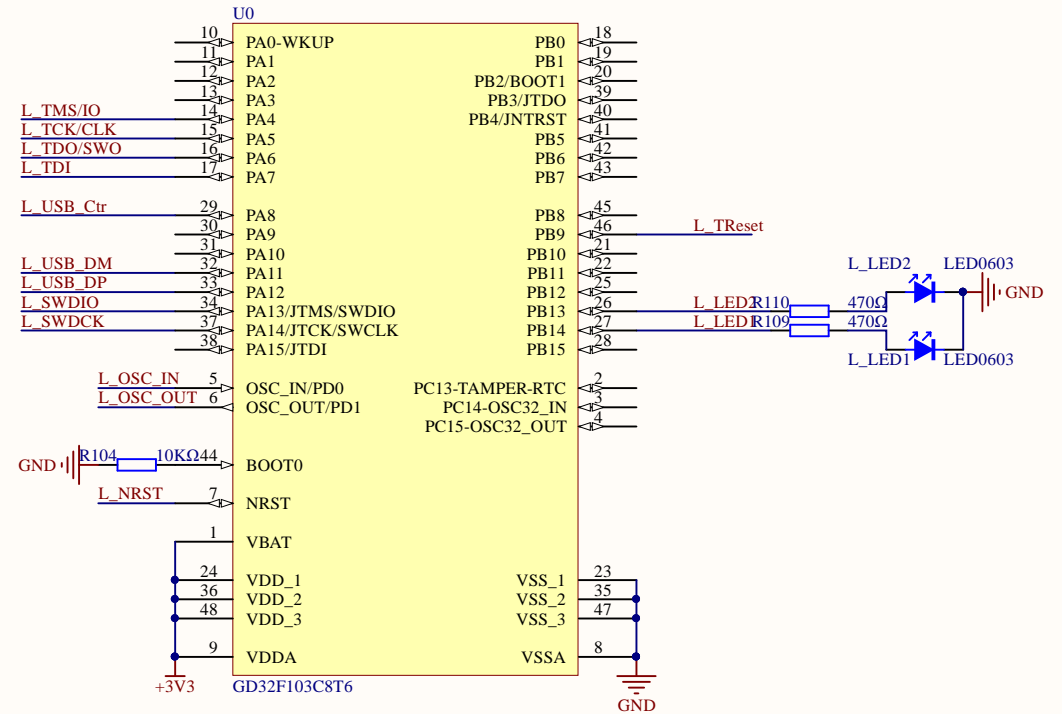 U0
10 PA0-WKUP PB0 18
11 PA1 PB1 19
12 PA2 PB2/BOOT1 20
13 PA3 PB3/JTDO 39
L_TMS/IO 14 PA4 PB4/JNTRST 40
L_TCK/CLK 15 PA5 PB5 41
L_TDO/SWO 16 PA6 PB6 42
L_TDI 17 PA7 PB7 43
L_USB_Ctr 29 PA8 PB8 45
30 PA9 PB9 46 L_TReset
31 PA10 PB10 21
L_USB_DM 32 PA11 PB11 22 L_LED2 LED0603
L_USB_DP 33 PA12 PB12 25 GND
L_SWDIO 34 PA13/JTMS/SWDIO PB13 26 L_LED2 R110 470Ω
L_SWDCK 37 PA14/JTCK/SWCLK PB14 27 L_LED1 R109 470Ω
38 PA15/JTDI PB15 28 L_LED1 LED0603
L_OSC_IN 5 OSC_IN/PD0 PC13-TAMPER-RTC 2
L_OSC_OUT 6 OSC_OUT/PD1 PC14-OSC32_IN 3
PC15-OSC32_OUT 4
GND R104 10KΩ 44 BOOT0
L_NRST 7 NRST
1 VBAT
24 VDD_1 VSS_1 23
36 VDD_2 VSS_2 35
48 VDD_3 VSS_3 47
9 VDDA VSSA 8
+3V3 GD32F103C8T6
GND